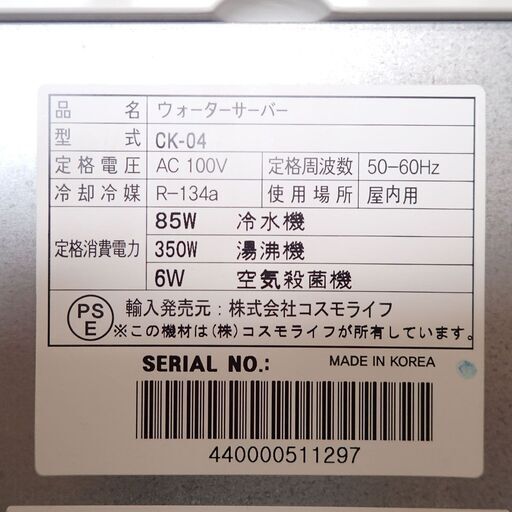 品名 ウォーターサーバー
型式 CK-04
定格電圧 AC 100V 定格周波数 50-60Hz
冷却冷媒 R-134a 使用場所 屋内用
定格消費電力 85W 冷水機
350W 湯沸機
6W 空気殺菌機
PSE 輸入発売元：株式会社コスモライフ
※この機材は(株)コスモライフが所有しています。
SERIAL NO.: MADE IN KOREA
440000511297